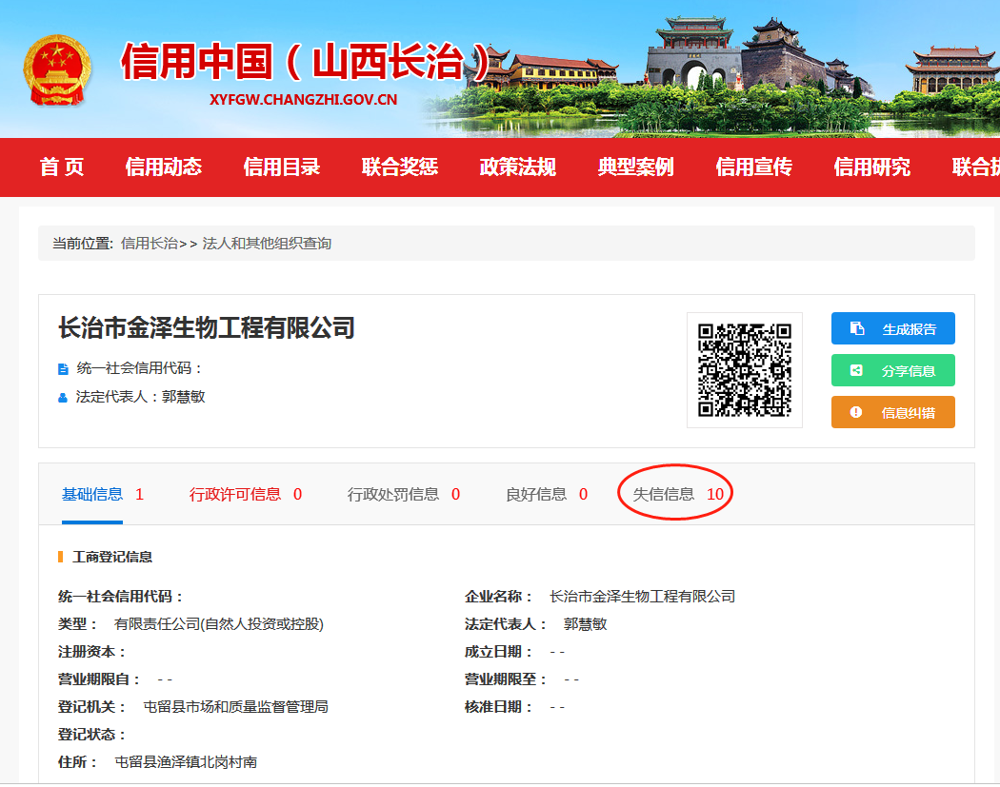 信用中国（山西长治）
XYFGW.CHANGZHI.GOV.CN
首 页 信用动态 信用目录 联合奖惩 政策法规 典型案例 信用宣传 信用研究 联合
当前位置: 信用长治>> 法人和其他组织查询
长治市金泽生物工程有限公司
统一社会信用代码：
法定代表人：郭慧敏
生成报告
分享信息
信息纠错
基础信息 1 行政许可信息 0 行政处罚信息 0 良好信息 0 失信信息 10
工商登记信息
统一社会信用代码： 企业名称： 长治市金泽生物工程有限公司
类型： 有限责任公司(自然人投资或控股) 法定代表人： 郭慧敏
注册资本： 成立日期： - -
营业期限自： - - 营业期限至： - -
登记机关： 屯留县市场和质量监督管理局 核准日期： - -
登记状态：
住所： 屯留县渔泽镇北岗村南